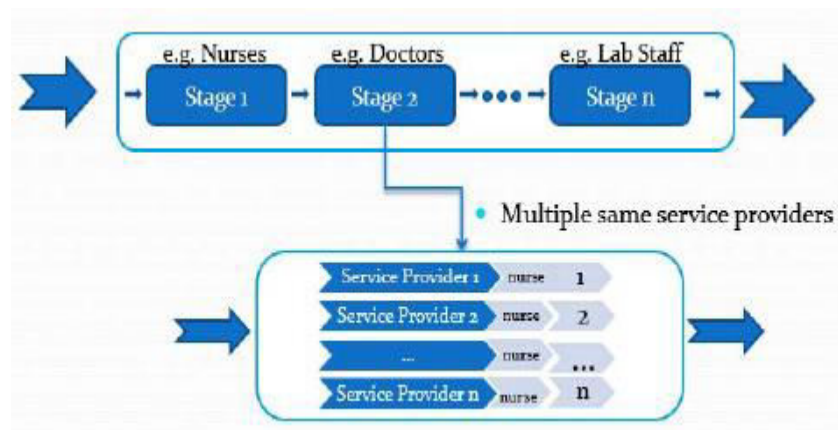 e.g. Nurses e.g. Doctors e.g. Lab Staff
Stage 1 Stage 2 Stage n
• Multiple same service providers
Service Provider 1 nurse 1
Service Provider 2 nurse 2
... nurse ...
Service Provider n nurse n